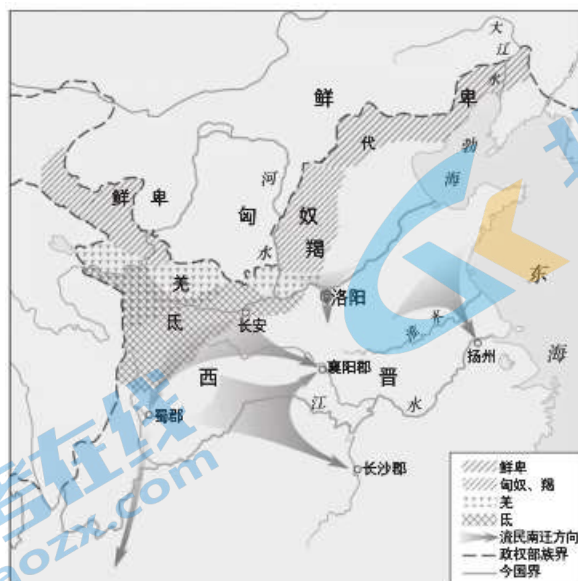 大
江
水
鲜 卑
代
勃
海
鲜 卑
河
匈 奴
羯
水
羌
洛阳
东
海
氐
长安
淮 水
扬州
襄阳郡
西 晋
江 水
蜀郡
长沙郡
鲜卑
匈奴、羯
羌
氐
流民南迁方向
政权部族界
今国界